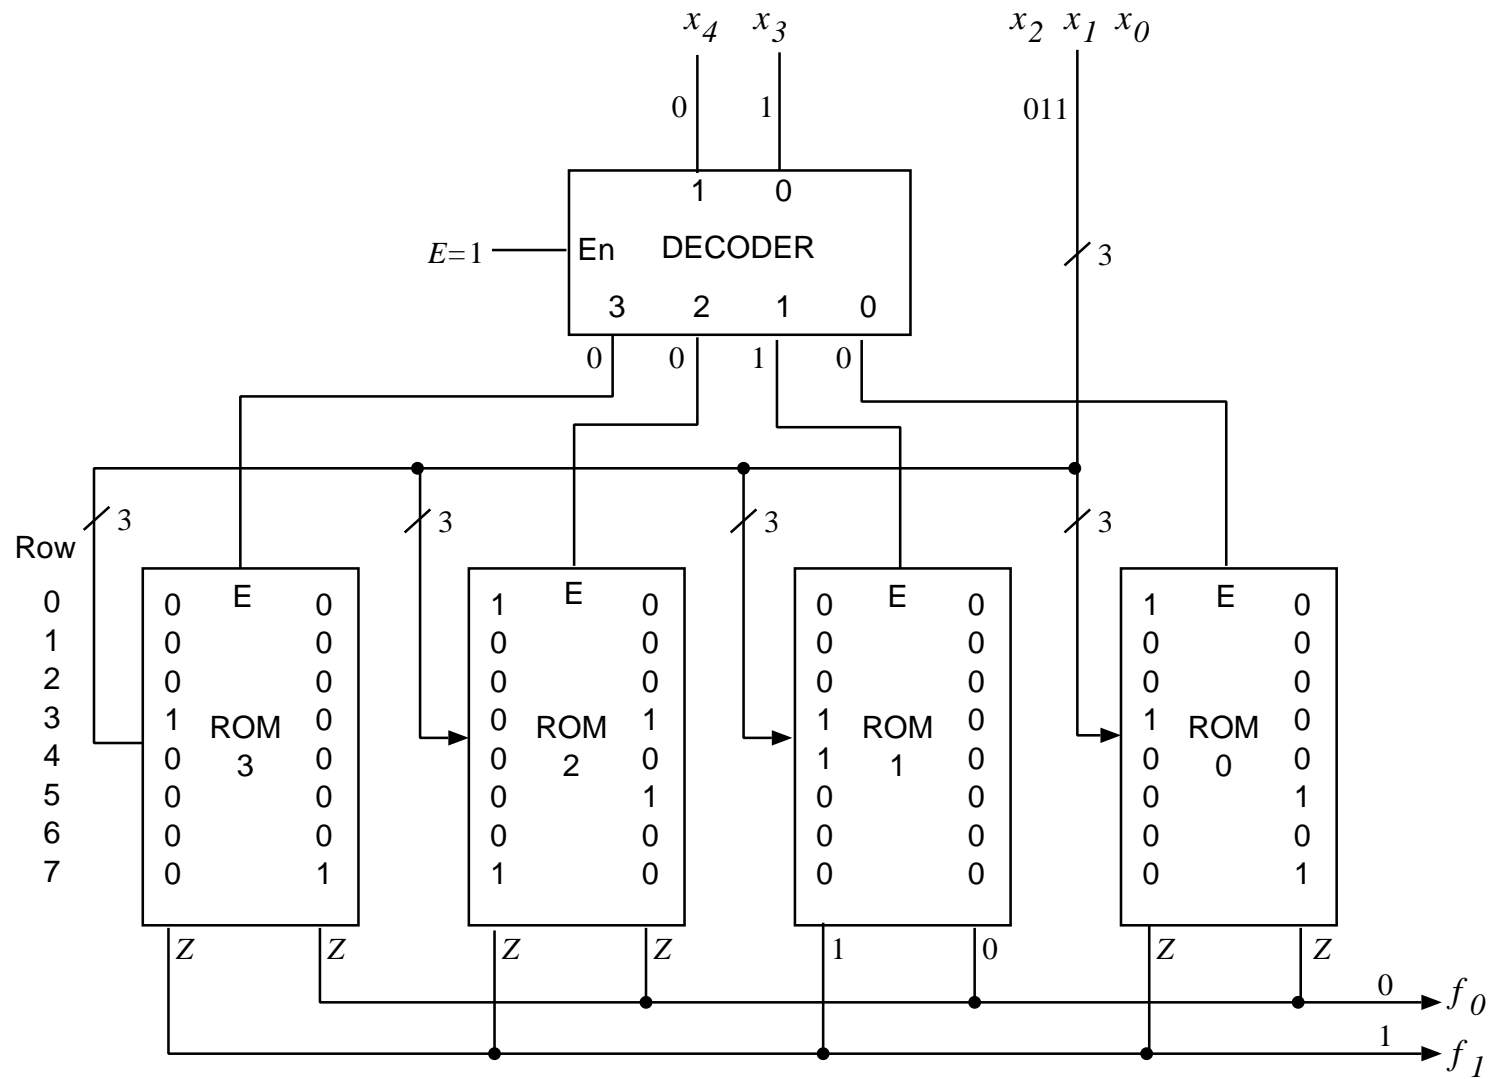 x4 x3 x2 x1 x0
0 1 011
1 0
E=1 En DECODER 3
3 2 1 0
0 0 1 0
3 3 3 3
Row
E E E E
0 0 0 1 0 0 0 1 0
1 0 0 0 0 0 0 0 0
2 0 0 0 0 0 0 0 0
3 1 0 0 1 1 0 1 0
ROM ROM ROM ROM
4 0 0 0 0 1 0 0 0
3 2 1 0
5 0 0 0 1 0 0 0 1
6 0 0 0 0 0 0 0 0
7 0 1 1 0 0 0 0 1
Z Z Z Z 1 0 Z Z
0 f0
1 f1